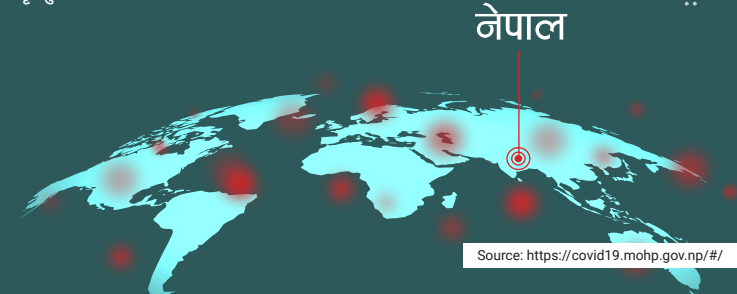 नेपाल
Source: https://covid19.mohp.gov.np/#/